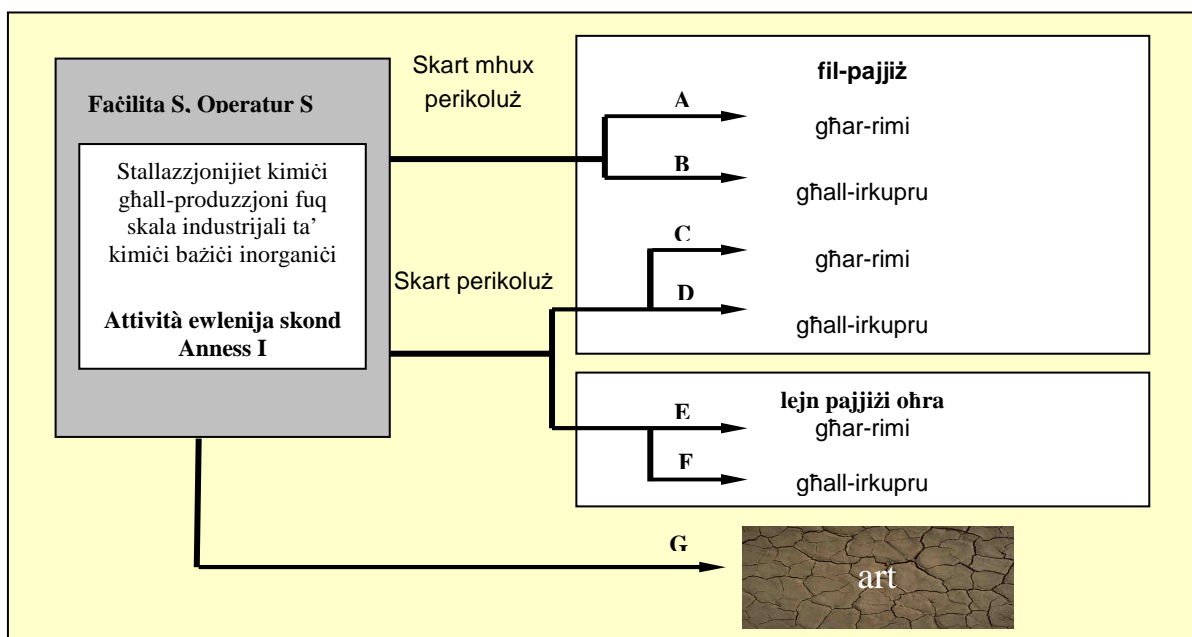 Faċilita S, Operatur S
Stallazzjonijiet kimiċi
għall-produzzjoni fuq
skala industrijali ta’
kimiċi bażiċi inorganiċi
Attività ewlenija skond
Anness I
Skart mhux
perikoluż
Skart perikoluż
fil-pajjiż
A
għar-rimi
B
għall-irkupru
C
għar-rimi
D
għall-irkupru
lejn pajjiżi oħra
E
għar-rimi
F
għall-irkupru
G
art